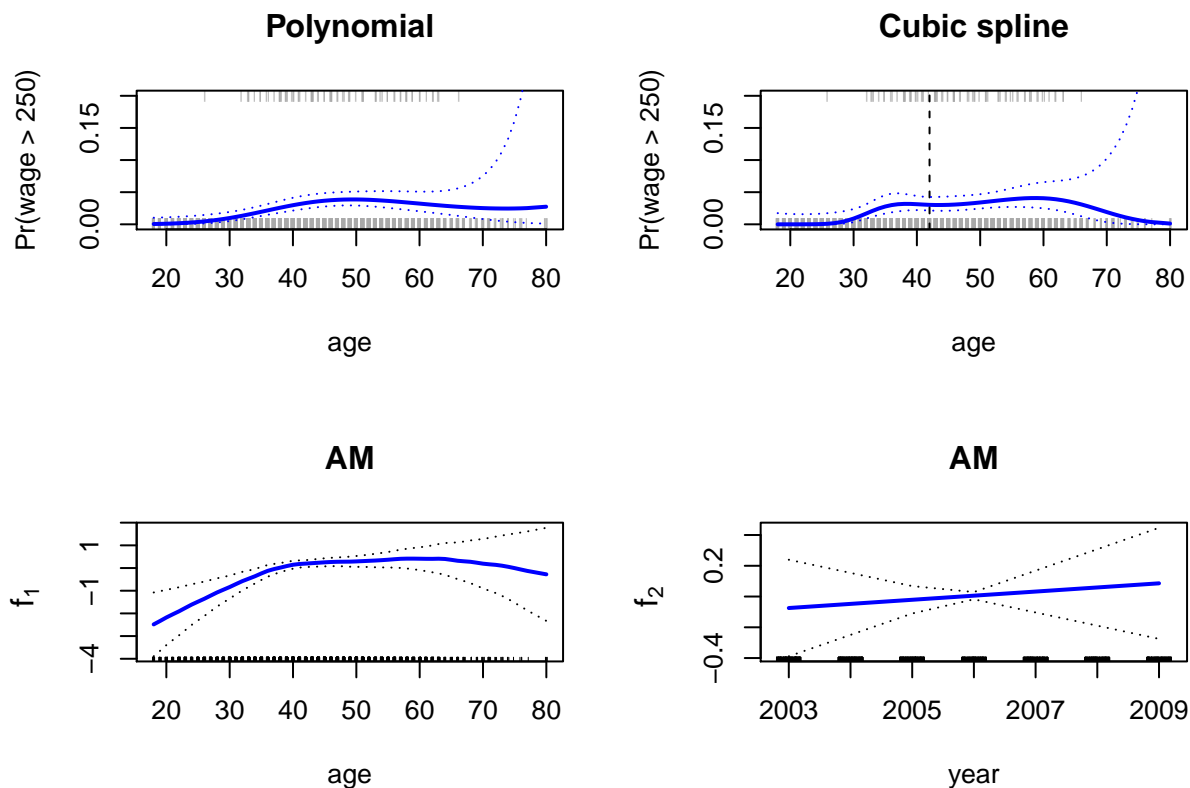 Polynomial
Pr(wage > 250)
0.15
0.00
20 30 40 50 60 70 80
age
Cubic spline
Pr(wage > 250)
0.15
0.00
20 30 40 50 60 70 80
age
AM
f₁
1
−1
−4
20 30 40 50 60 70 80
age
AM
f₂
0.2
−0.4
2003 2005 2007 2009
year